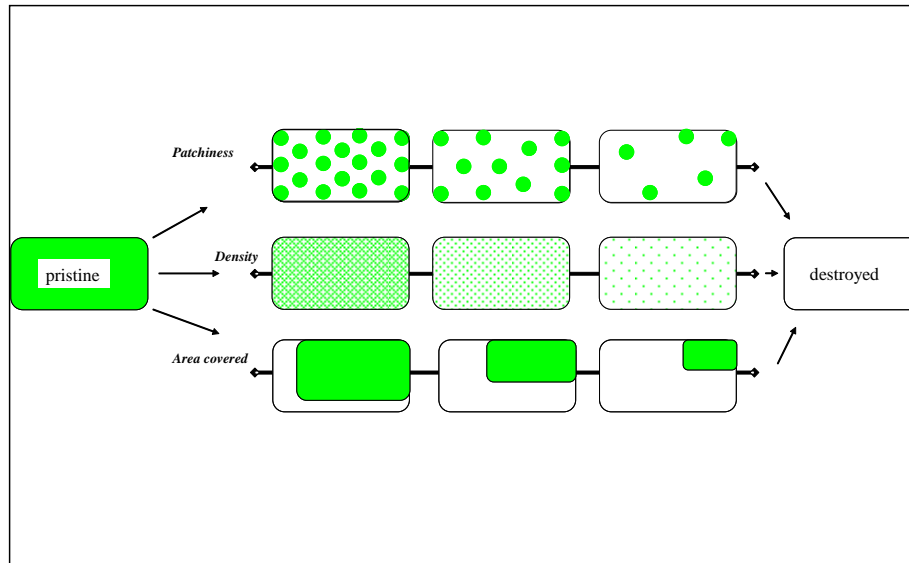 Patchiness
pristine
Density
destroyed
Area covered